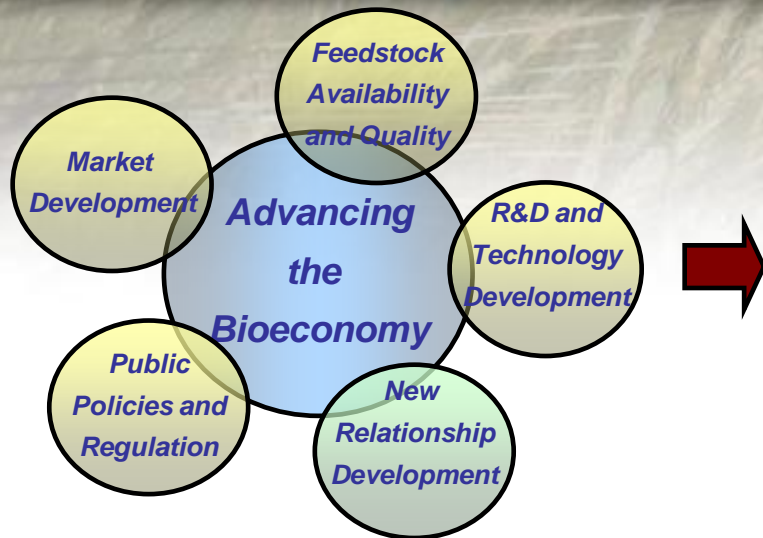 Feedstock
Availability
and Quality
Market
Development
Advancing
the
Bioeconomy
R&D and
Technology
Development
Public
Policies and
Regulation
New
Relationship
Development